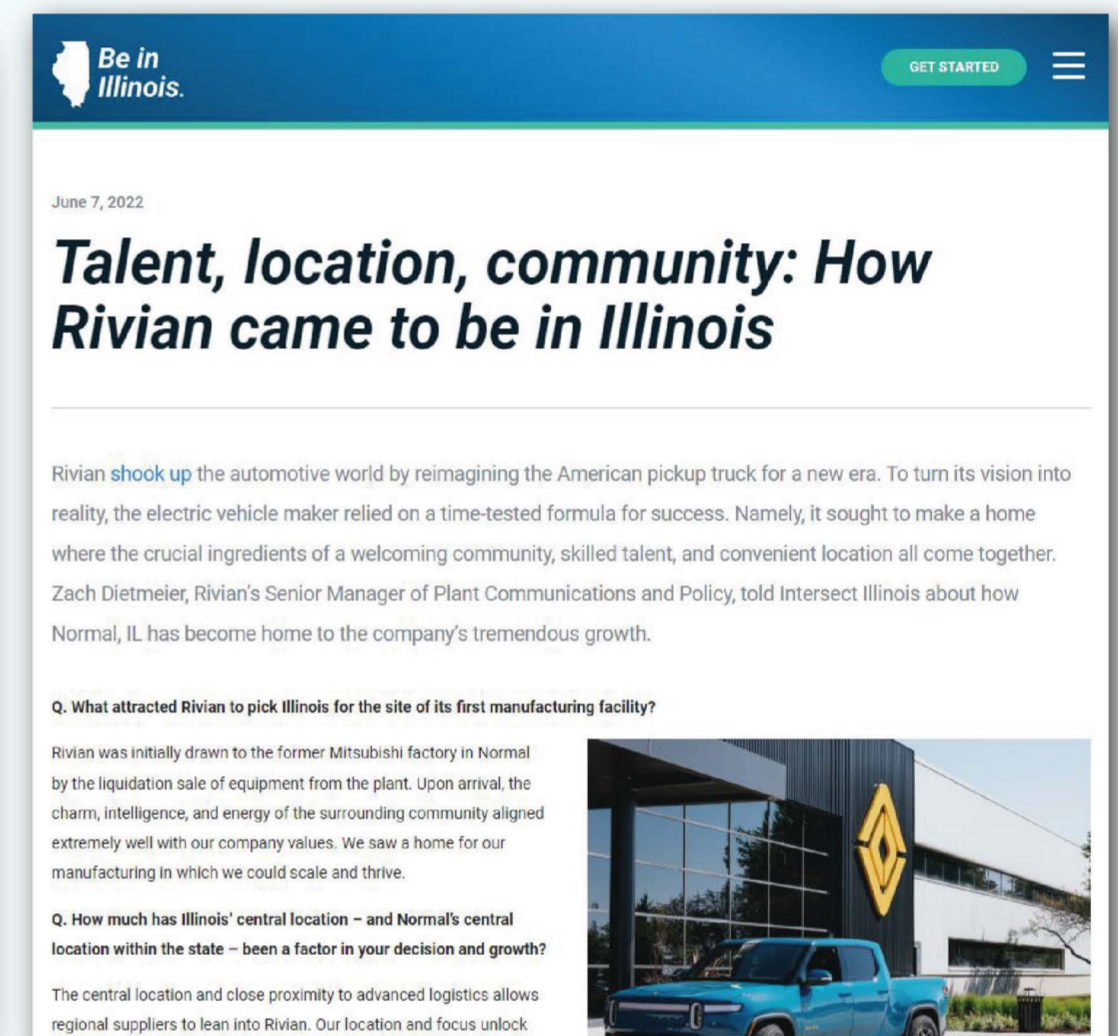 Be in
Illinois.
GET STARTED
June 7, 2022
Talent, location, community: How
Rivian came to be in Illinois
Rivian shook up the automotive world by reimagining the American pickup truck for a new era. To turn its vision into
reality, the electric vehicle maker relied on a time-tested formula for success. Namely, it sought to make a home
where the crucial ingredients of a welcoming community, skilled talent, and convenient location all come together.
Zach Dietmeier, Rivian's Senior Manager of Plant Communications and Policy, told Intersect Illinois about how
Normal, IL has become home to the company's tremendous growth.
Q. What attracted Rivian to pick Illinois for the site of its first manufacturing facility?
Rivian was initially drawn to the former Mitsubishi factory in Normal
by the liquidation sale of equipment from the plant. Upon arrival, the
charm, intelligence, and energy of the surrounding community aligned
extremely well with our company values. We saw a home for our
manufacturing in which we could scale and thrive.
Q. How much has Illinois' central location – and Normal's central
location within the state – been a factor in your decision and growth?
The central location and close proximity to advanced logistics allows
regional suppliers to lean into Rivian. Our location and focus unlock